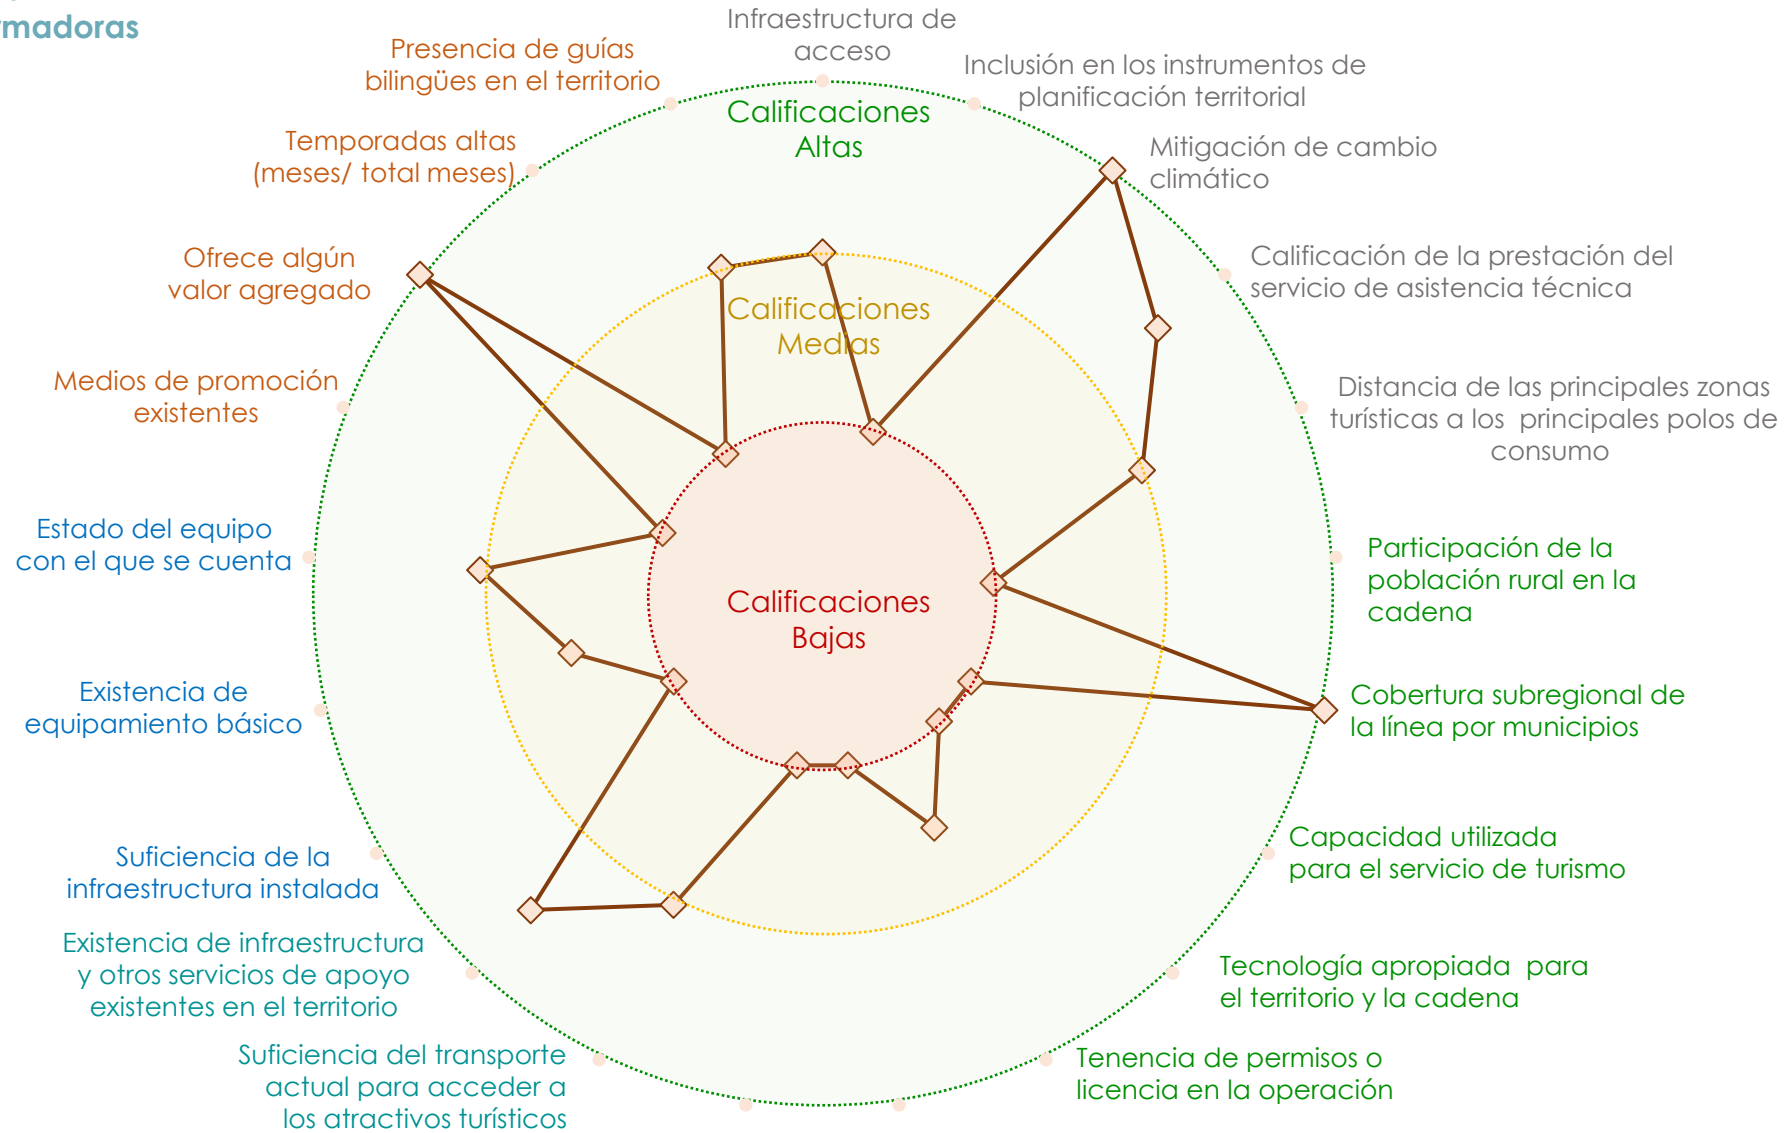 rmadoras
Infraestructura de
acceso
Inclusión en los instrumentos de
planificación territorial
Mitigación de cambio
climático
Calificación de la prestación del
servicio de asistencia técnica
Distancia de las principales zonas
turísticas a los principales polos de
consumo
Participación de la
población rural en la
cadena
Cobertura subregional de
la línea por municipios
Capacidad utilizada
para el servicio de turismo
Tecnología apropiada para
el territorio y la cadena
Tenencia de permisos o
licencia en la operación
Suficiencia del transporte
actual para acceder a
los atractivos turísticos
Existencia de infraestructura
y otros servicios de apoyo
existentes en el territorio
Suficiencia de la
infraestructura instalada
Existencia de
equipamiento básico
Estado del equipo
con el que se cuenta
Medios de promoción
existentes
Ofrece algún
valor agregado
Temporadas altas
(meses/ total meses)
Presencia de guías
bilingües en el territorio
Calificaciones
Altas
Calificaciones
Medias
Calificaciones
Bajas